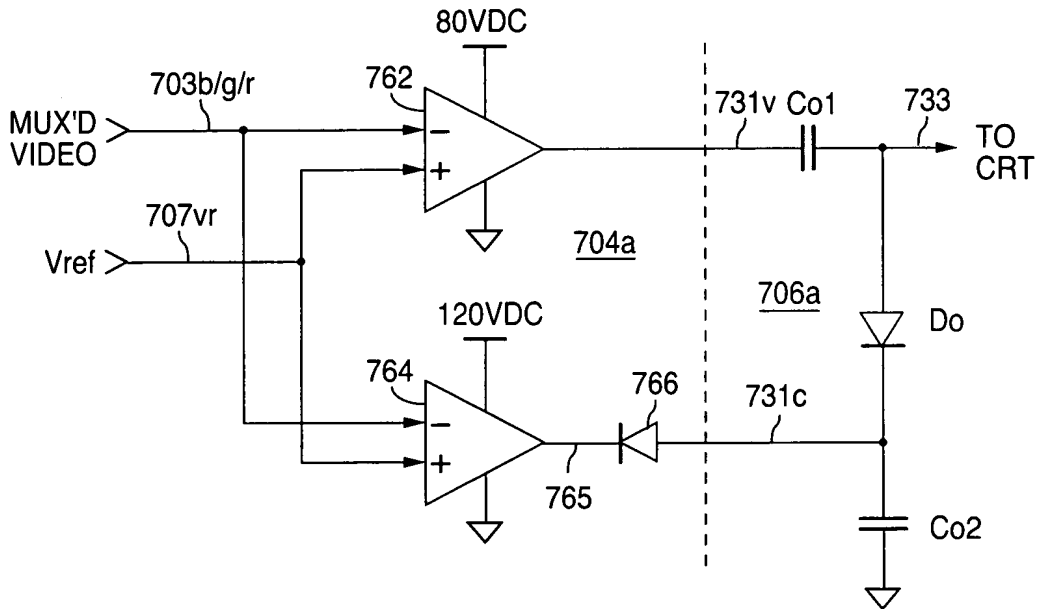 80VDC
703b/g/r
762
731v
Co1
733
MUX'D
VIDEO
−
TO
CRT
+
707vr
704a
Vref
706a
120VDC
Do
764
766
731c
−
+
765
Co2